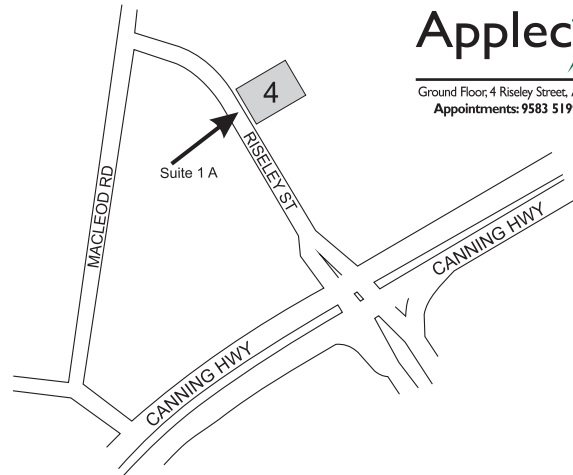 Applec
Ground Floor, 4 Riseley Street, A
Appointments: 9583 519
4
Suite 1 A
RISELEY ST
MACLEOD RD
CANNING HWY
CANNING HWY